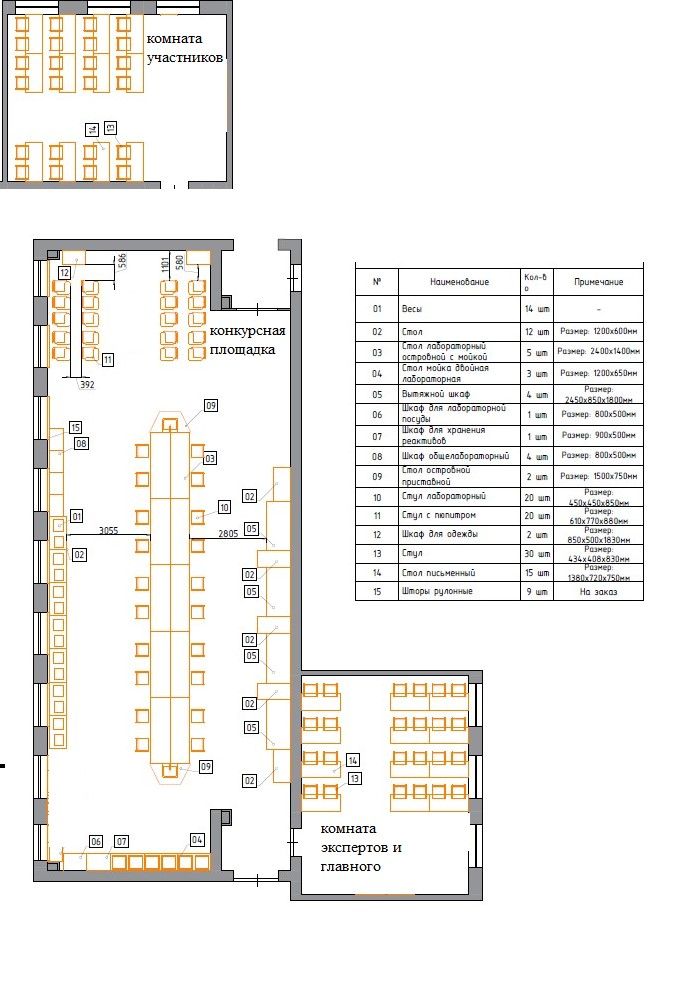 комната
участников
14
13
586
1101
580
12
конкурсная
площадка
11
392
09
15
08
03
02
10
01
3055
2805
05
02
02
05
02
05
02
05
09
02
14
13
06
07
04
комната
экспертов и
главного
№ Наименование Кол-в о Примечание
01 Весы 14 шт -
02 Стол 12 шт Размер: 1200х600мм
03 Стол лабораторный островной с мойкой 5 шт Размер: 2400х1400мм
04 Стол мойка двойная лабораторная 3 шт Размер: 1200х650мм
05 Вытяжной шкаф 4 шт Размер: 2450х850х1800мм
06 Шкаф для лабораторной посуды 1 шт Размер: 800х500мм
07 Шкаф для хранения реактивов 1 шт Размер: 900х500мм
08 Шкаф общелабораторный 4 шт Размер: 800х500мм
09 Стол островной приставной 2 шт Размер: 1500х750мм
10 Стул лабораторный 20 шт Размер: 450х450х850мм
11 Стул с пюпитром 20 шт Размер: 610х770х880мм
12 Шкаф для одежды 2 шт Размер: 850х500х1830мм
13 Стул 30 шт Размер: 434х408х830мм
14 Стол письменный 15 шт Размер: 1380х720х750мм
15 Шторы рулонные 9 шт На заказ